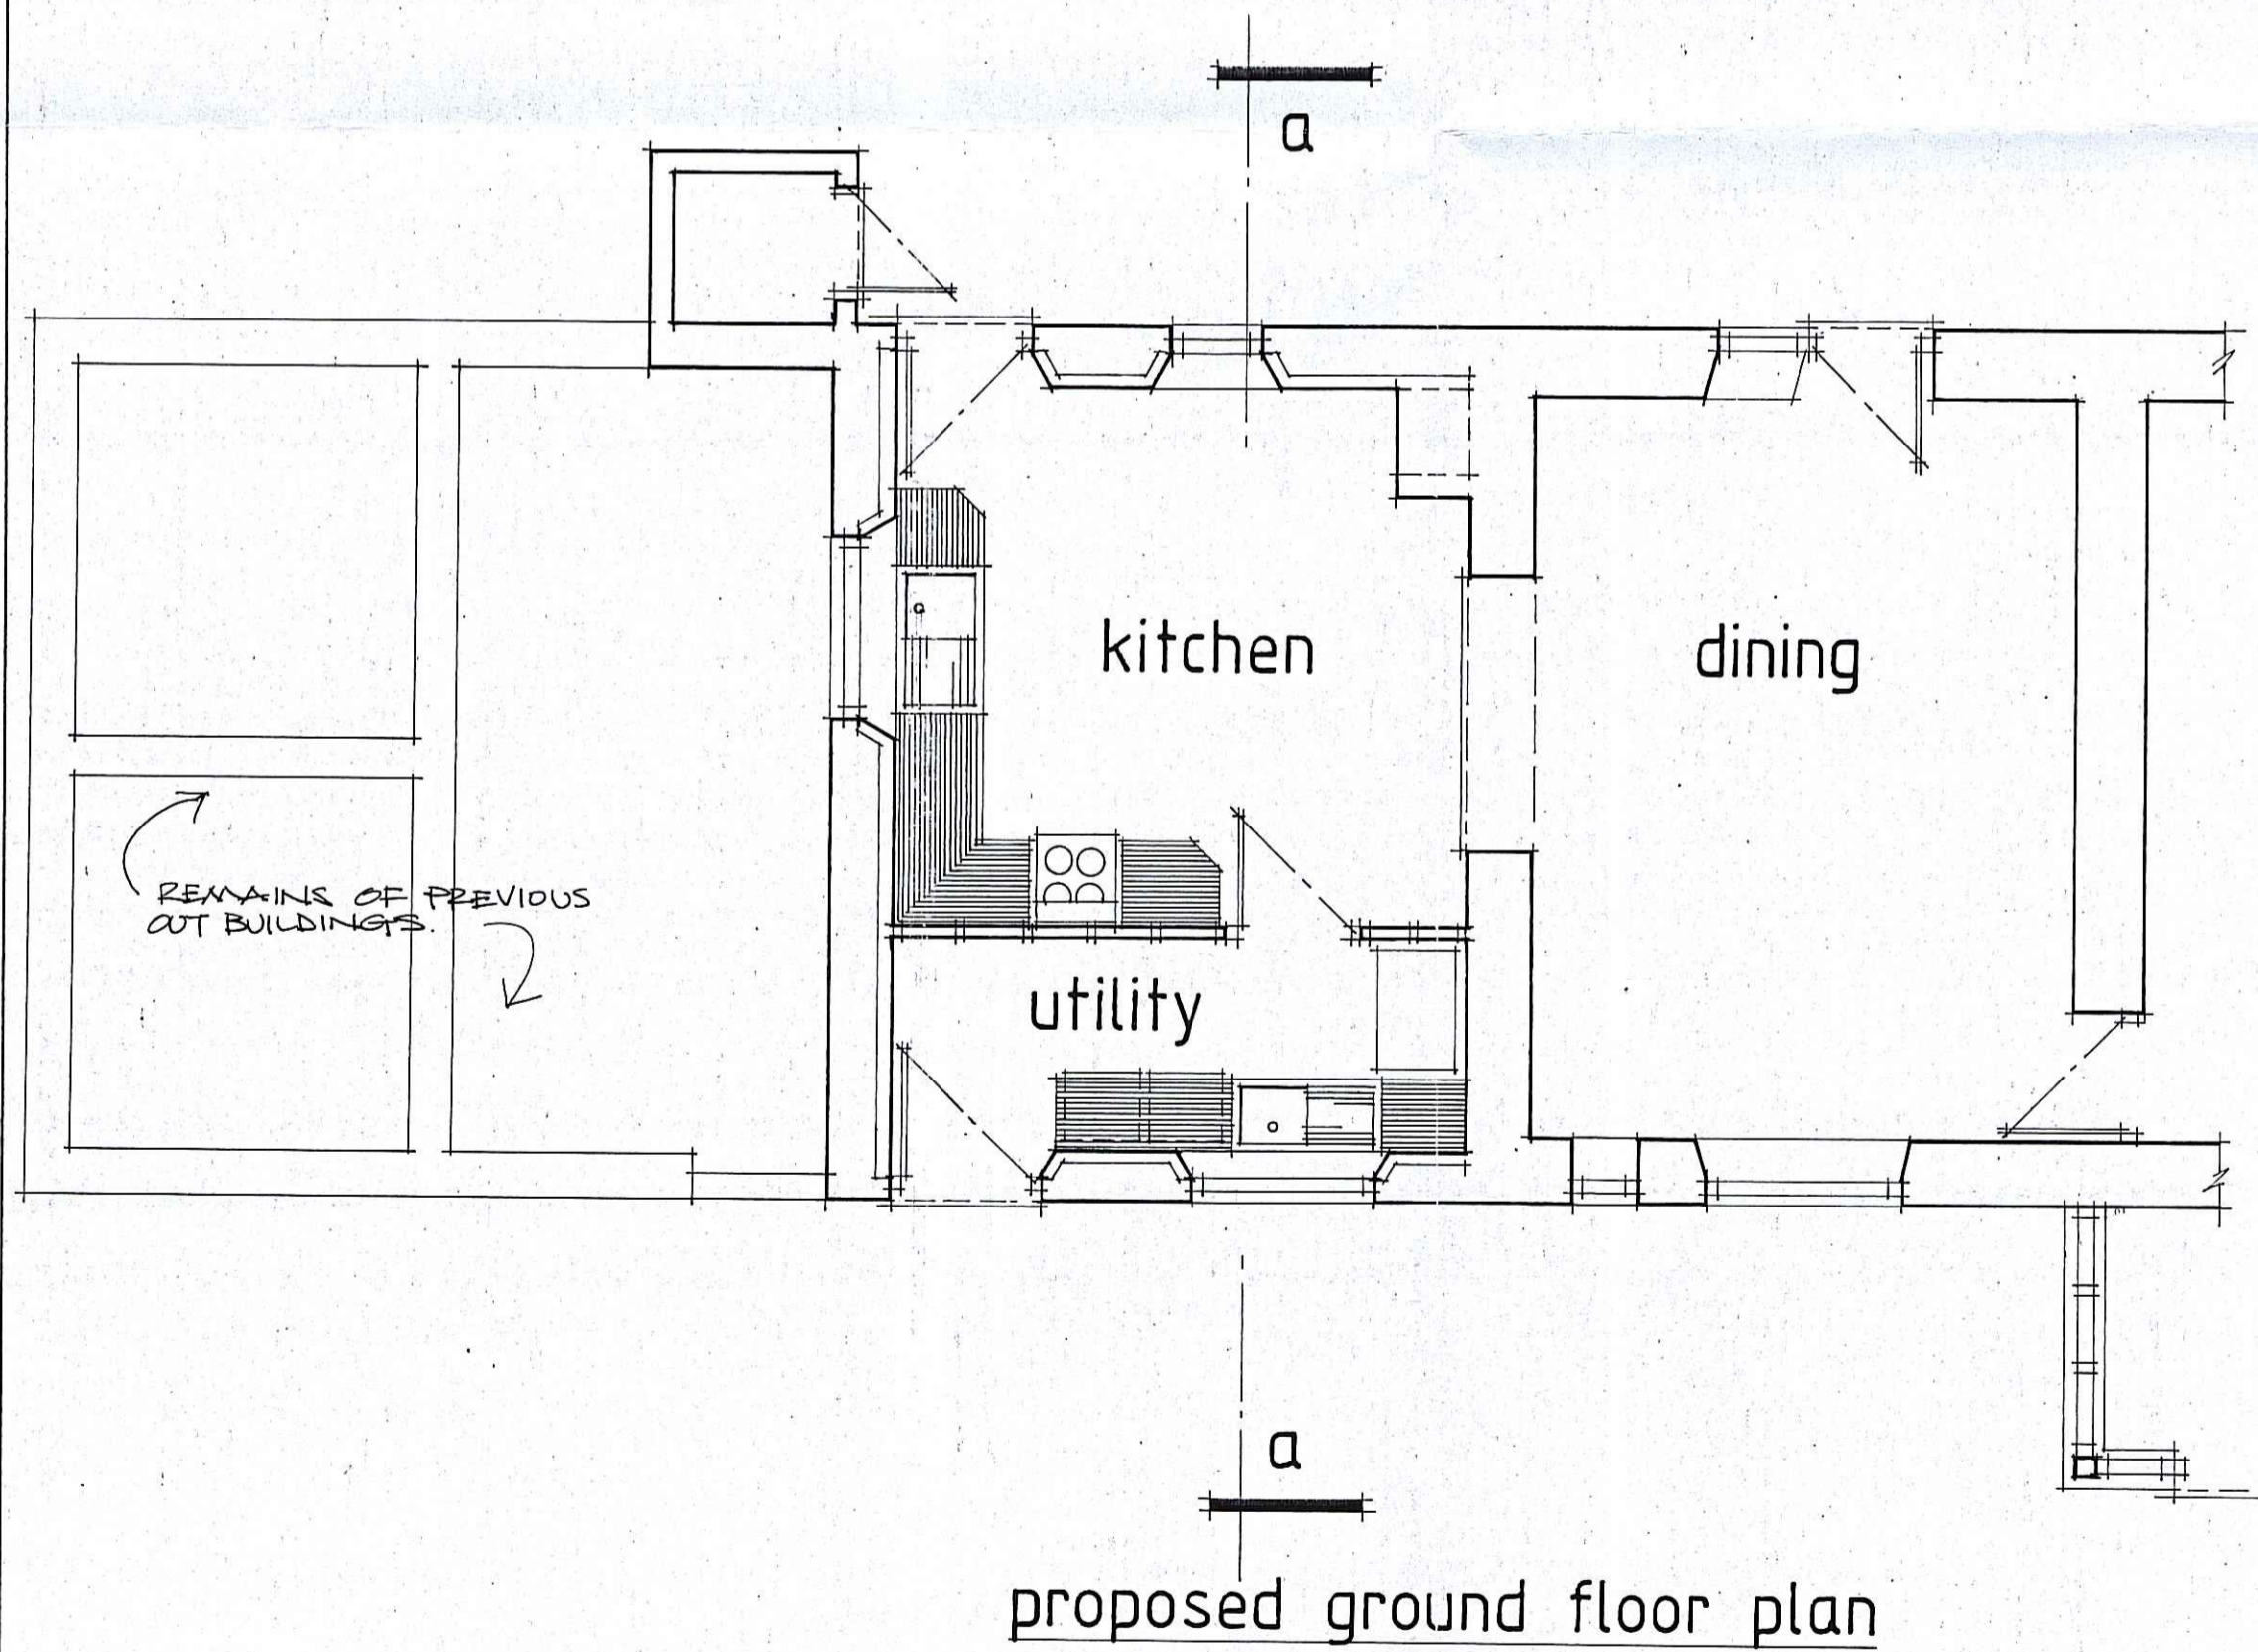 a
kitchen
dining
REMAINS OF PREVIOUS
OUT BUILDINGS.
utility
a
proposed ground floor plan